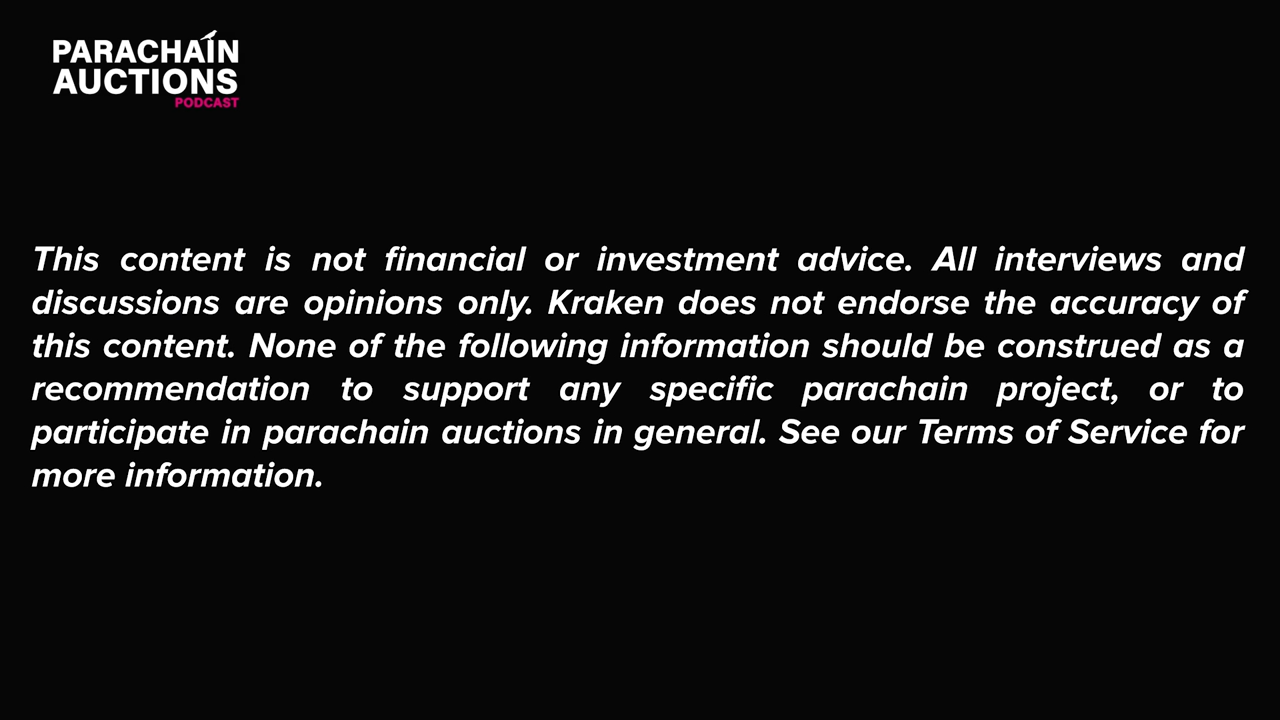 PARACHAIN
AUCTIONS
PODCAST
This content is not financial or investment advice. All interviews and
discussions are opinions only. Kraken does not endorse the accuracy of
this content. None of the following information should be construed as a
recommendation to support any specific parachain project, or to
participate in parachain auctions in general. See our Terms of Service for
more information.